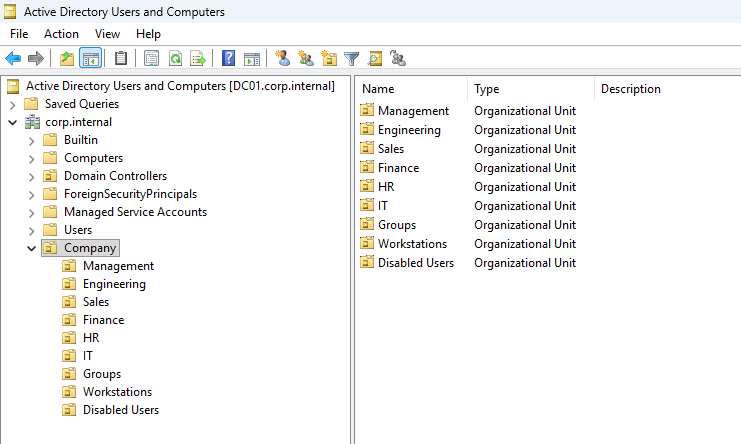 Active Directory Users and Computers
File Action View Help
Active Directory Users and Computers [DC01.corp.internal]
Saved Queries
corp.internal
Builtin
Computers
Domain Controllers
ForeignSecurityPrincipals
Managed Service Accounts
Users
Company
Management
Engineering
Sales
Finance
HR
IT
Groups
Workstations
Disabled Users
Name Type Description
Management Organizational Unit
Engineering Organizational Unit
Sales Organizational Unit
Finance Organizational Unit
HR Organizational Unit
IT Organizational Unit
Groups Organizational Unit
Workstations Organizational Unit
Disabled Users Organizational Unit